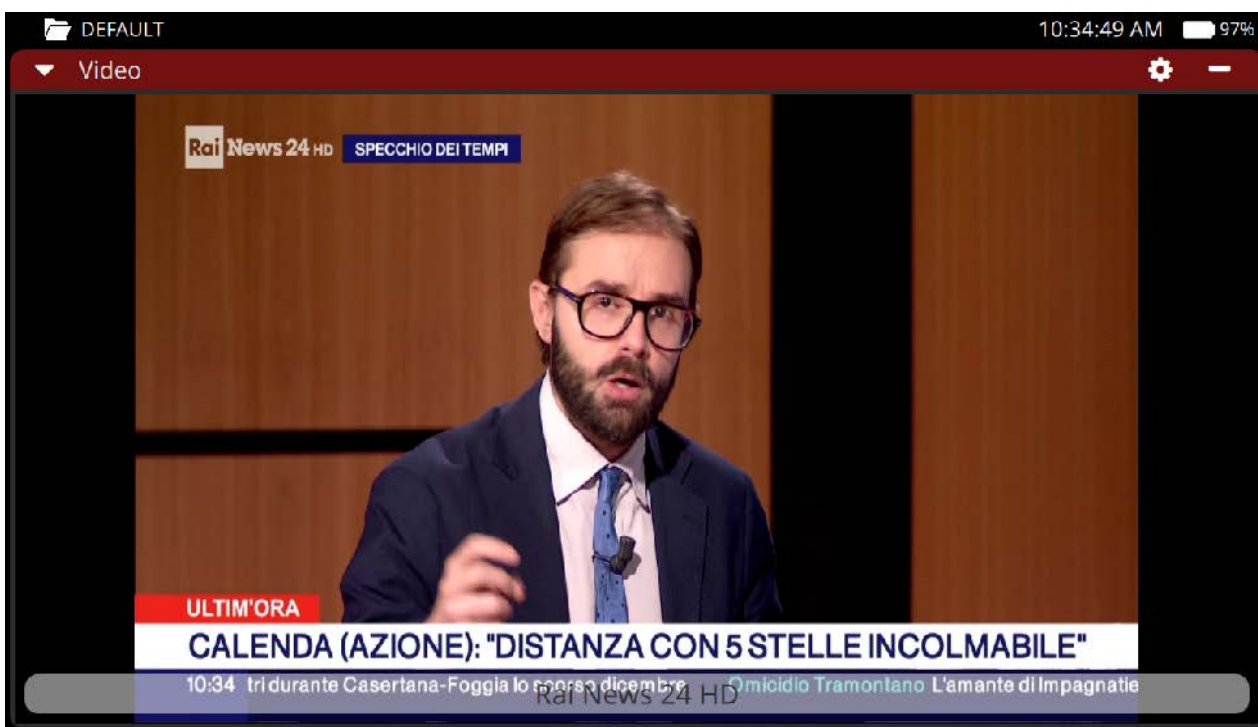 DEFAULT 10:34:49 AM 97%
Video
Rai News 24 HD SPECCHIO DEI TEMPI
ULTIM'ORA
CALENDA (AZIONE): "DISTANZA CON 5 STELLE INCOLMABILE"
10:34 tri durante Casertana-Foggia lo scorso dicembre Omicidio Tramontano L'amante di Impagnatie
Rai News 24 HD